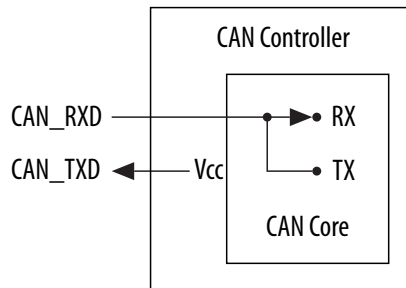 CAN Controller
CAN_RXD
RX
CAN_TXD
Vcc
TX
CAN Core